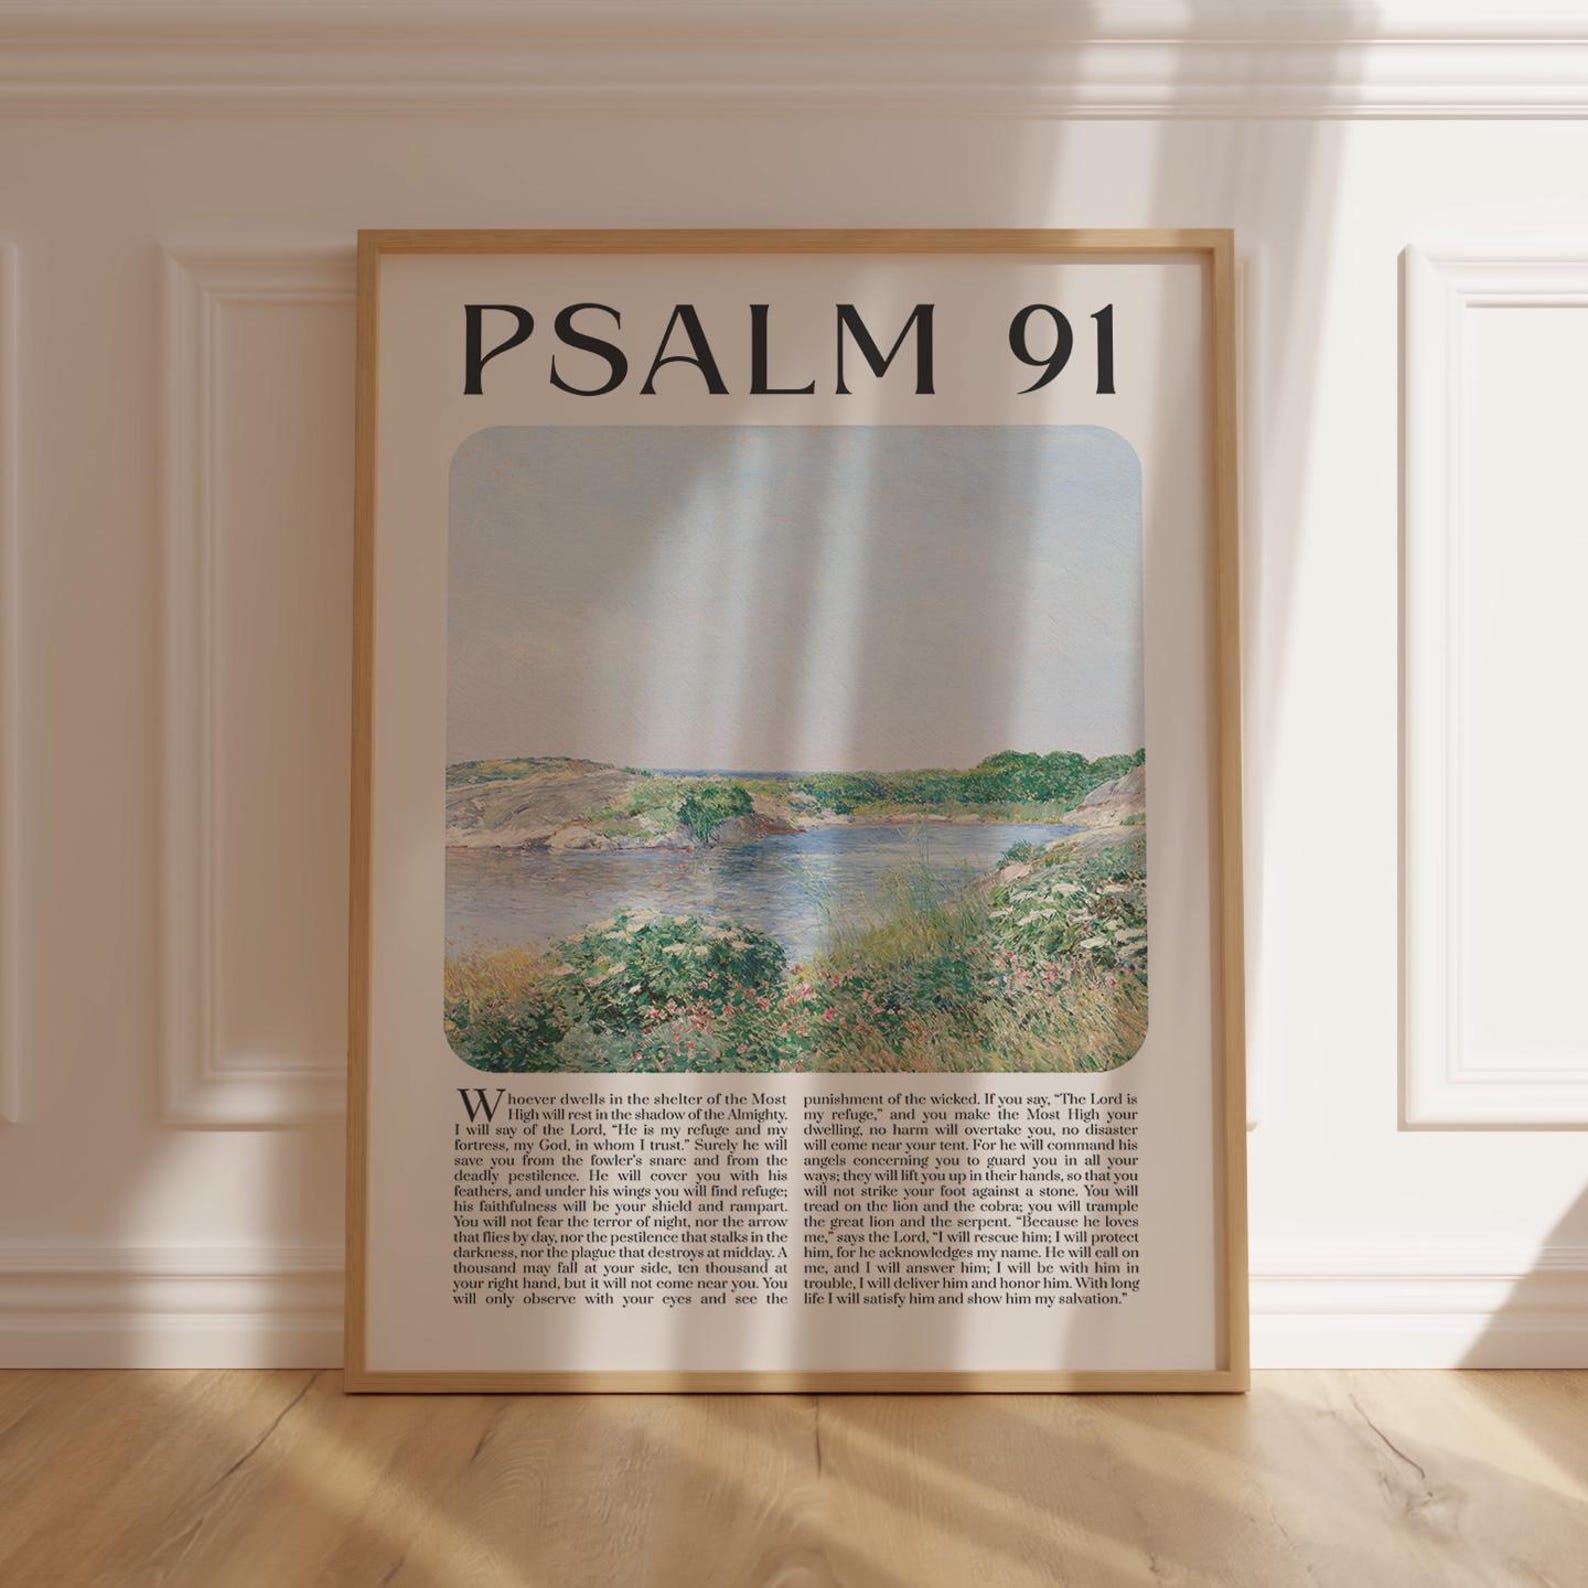 PSALM 91
Whoever dwells in the shelter of the Most
High will rest in the shadow of the Almighty.
I will say of the Lord, “He is my refuge and my
fortress, my God, in whom I trust.” Surely he will
save you from the fowler’s snare and from the
deadly pestilence. He will cover you with his
feathers, and under his wings you will find refuge;
his faithfulness will be your shield and rampart.
You will not fear the terror of night, nor the arrow
that flies by day, nor the pestilence that stalks in the
darkness, nor the plague that destroys at midday. A
thousand may fall at your side, ten thousand at
your right hand, but it will not come near you. You
will only observe with your eyes and see the
punishment of the wicked. If you say, “The Lord is
my refuge,” and you make the Most High your
dwelling, no harm will overtake you, no disaster
will come near your tent. For he will command his
angels concerning you to guard you in all your
ways; they will lift you up in their hands, so that you
will not strike your foot against a stone. You will
tread on the lion and the cobra; you will trample
the great lion and the serpent. “Because he loves
me,” says the Lord, “I will rescue him; I will protect
him, for he acknowledges my name. He will call on
me, and I will answer him; I will be with him in
trouble, I will deliver him and honor him. With long
life I will satisfy him and show him my salvation.”